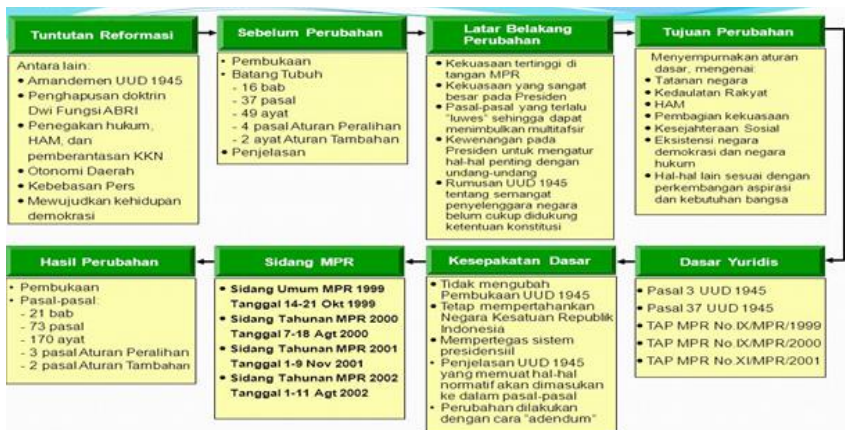 Tuntutan Reformasi
Antara lain:
• Amandemen UUD 1945
• Penghapusan doktrin
Dwi Fungsi ABRI
• Penegakan hukum,
HAM, dan
pemberantasan KKN
• Otonomi Daerah
• Kebebasan Pers
• Mewujudkan kehidupan
demokrasi
Sebelum Perubahan
• Pembukaan
• Batang Tubuh
- 16 bab
- 37 pasal
- 49 ayat
- 4 pasal Aturan Peralihan
- 2 ayat Aturan Tambahan
• Penjelasan
Latar Belakang
Perubahan
• Kekuasaan tertinggi di
tangan MPR
• Kekuasaan yang sangat
besar pada Presiden
• Pasal-pasal yang terlalu
"luwes" sehingga dapat
menimbulkan multitafsir
• Kewenangan pada
Presiden untuk mengatur
hal-hal penting dengan
undang-undang
• Rumusan UUD 1945
tentang semangat
penyelenggara negara
belum cukup didukung
ketentuan konstitusi
Tujuan Perubahan
Menyempurnakan aturan
dasar, mengenai:
• Tatanan negara
• Kedaulatan Rakyat
• HAM
• Pembagian kekuasaan
• Kesejahteraan Sosial
• Eksistensi negara
demokrasi dan negara
hukum
• Hal-hal lain sesuai dengan
perkembangan aspirasi
dan kebutuhan bangsa
Hasil Perubahan
• Pembukaan
• Pasal-pasal:
- 21 bab
- 73 pasal
- 170 ayat
- 3 pasal Aturan Peralihan
- 2 pasal Aturan Tambahan
Sidang MPR
• Sidang Umum MPR 1999
Tanggal 14-21 Okt 1999
• Sidang Tahunan MPR 2000
Tanggal 7-18 Agt 2000
• Sidang Tahunan MPR 2001
Tanggal 1-9 Nov 2001
• Sidang Tahunan MPR 2002
Tanggal 1-11 Agt 2002
Kesepakatan Dasar
• Tidak mengubah
Pembukaan UUD 1945
• Tetap mempertahankan
Negara Kesatuan Republik
Indonesia
• Mempertegas sistem
presidensiil
• Penjelasan UUD 1945
yang memuat hal-hal
normatif akan dimasukan
ke dalam pasal-pasal
• Perubahan dilakukan
dengan cara "adendum"
Dasar Yuridis
• Pasal 3 UUD 1945
• Pasal 37 UUD 1945
• TAP MPR No.IX/MPR/1999
• TAP MPR No.IX/MPR/2000
• TAP MPR No.XI/MPR/2001